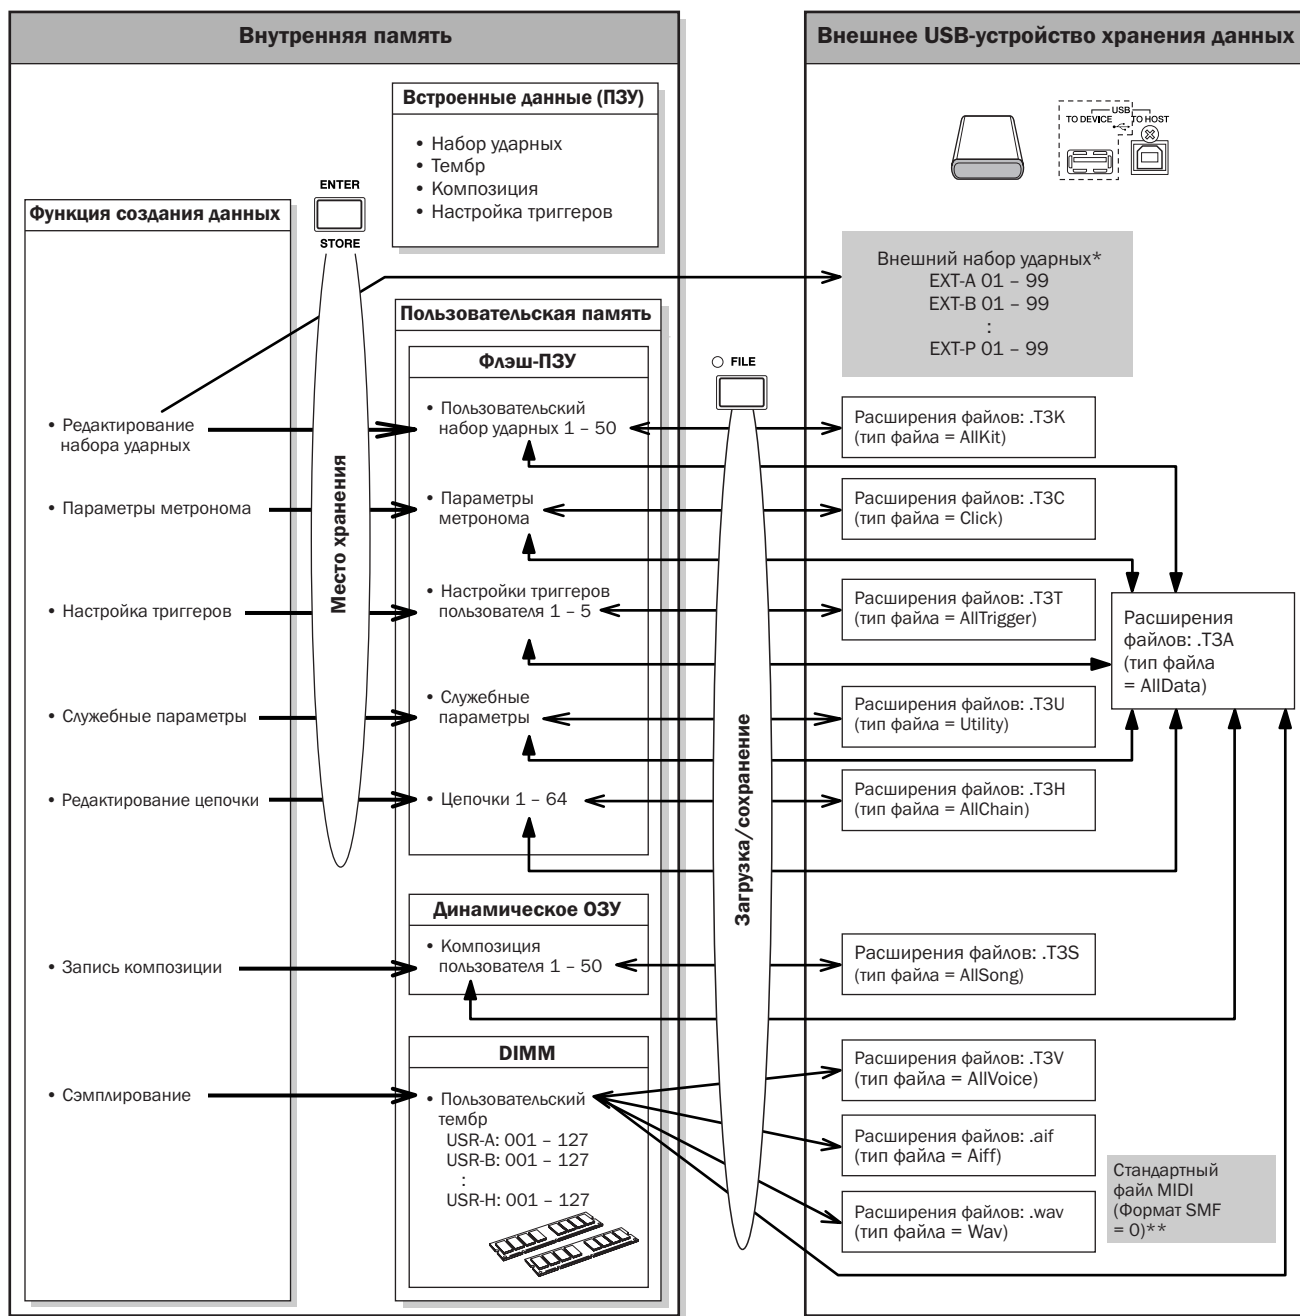 Внутренняя память
Внешнее USB-устройство хранения данных
Встроенные данные (ПЗУ)
• Набор ударных
• Тембр
• Композиция
• Настройка триггеров
USB
TO DEVICE
TO HOST
ENTER
STORE
Функция создания данных
Внешний набор ударных*
EXT-A 01 – 99
EXT-B 01 – 99
:
EXT-P 01 – 99
Пользовательская память
Флэш-ПЗУ
FILE
Место хранения
Загрузка/сохранение
• Редактирование
набора ударных
• Пользовательский
набор ударных 1 – 50
Расширения файлов: .T3K
(тип файла = AllKit)
• Параметры метронома
• Параметры
метронома
Расширения файлов: .T3C
(тип файла = Click)
• Настройка триггеров
• Настройки триггеров
пользователя 1 – 5
Расширения файлов: .T3T
(тип файла = AllTrigger)
Расширения
файлов: .T3A
(тип файла
= AllData)
• Служебные параметры
• Служебные
параметры
Расширения файлов: .T3U
(тип файла = Utility)
• Редактирование цепочки
• Цепочки 1 – 64
Расширения файлов: .T3H
(тип файла = AllChain)
Динамическое ОЗУ
• Запись композиции
• Композиция
пользователя 1 – 50
Расширения файлов: .T3S
(тип файла = AllSong)
DIMM
• Сэмплирование
• Пользовательский
тембр
USR-A: 001 – 127
USR-B: 001 – 127
:
USR-H: 001 – 127
Расширения файлов: .T3V
(тип файла = AllVoice)
Расширения файлов: .aif
(тип файла = Aiff)
Расширения файлов: .wav
(тип файла = Wav)
Стандартный
файл MIDI
(Формат SMF
= 0)**